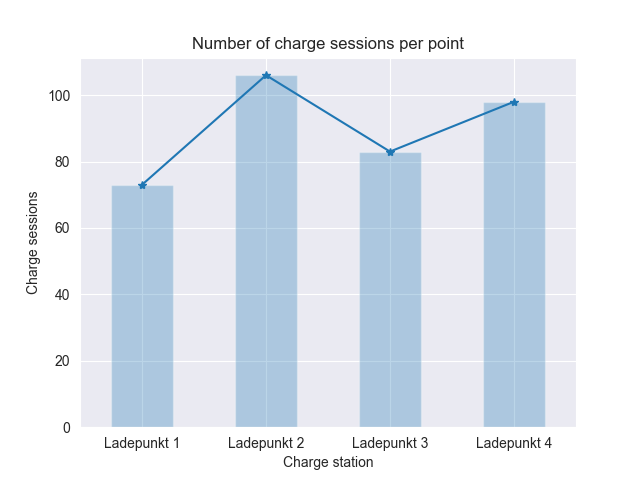 Number of charge sessions per point
Charge sessions
100
80
60
40
20
0
Ladepunkt 1 Ladepunkt 2 Ladepunkt 3 Ladepunkt 4
Charge station